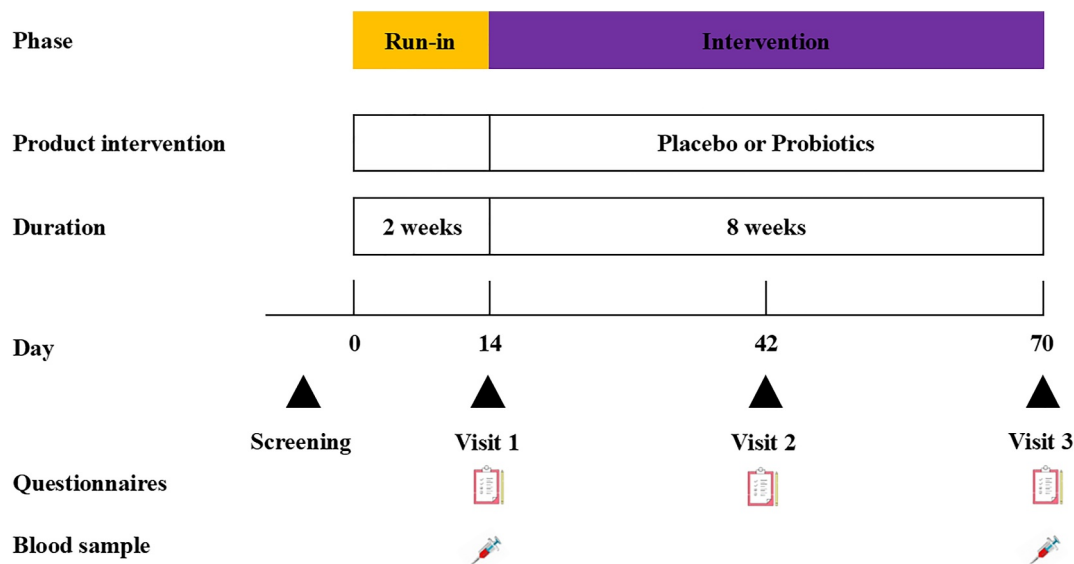 Phase Run-in Intervention
Product intervention Placebo or Probiotics
Duration 2 weeks 8 weeks
Day 0 14 42 70
Screening Visit 1 Visit 2 Visit 3
Questionnaires
Blood sample